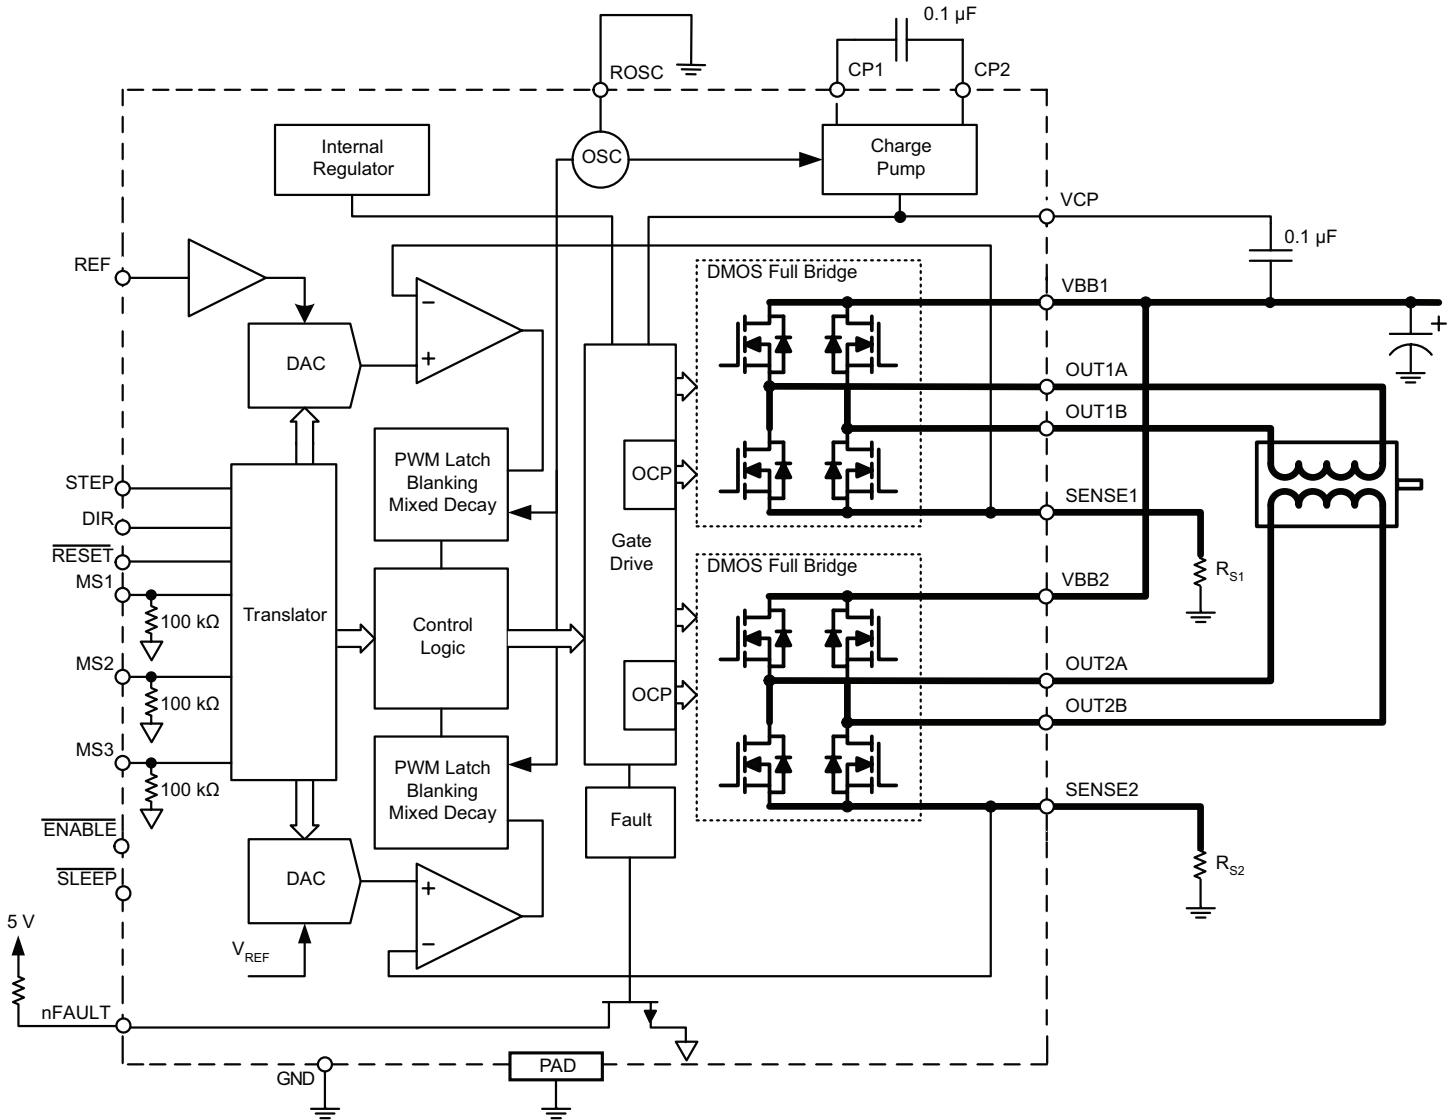 0.1 µF
ROSC
CP1
CP2
Internal
Regulator
OSC
Charge
Pump
VCP
0.1 µF
REF
DMOS Full Bridge
VBB1
+
−
+
DAC
OUT1A
OUT1B
PWM Latch
Blanking
Mixed Decay
OCP
STEP
DIR
RESET
MS1
100 kΩ
SENSE1
Gate
Drive
DMOS Full Bridge
RS1
VBB2
Translator
Control
Logic
MS2
100 kΩ
OUT2A
OCP
OUT2B
MS3
100 kΩ
PWM Latch
Blanking
Mixed Decay
SENSE2
Fault
ENABLE
SLEEP
DAC
+
−
RS2
5 V
VREF
nFAULT
GND
PAD